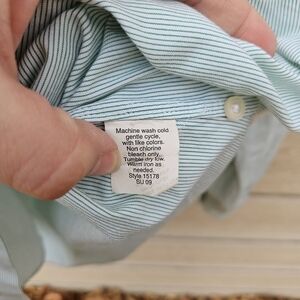 Machine wash cold
gentle cycle,
with like colors.
Non chlorine
bleach only.
Tumble dry low.
Warm iron as
needed.
Style 15178
SU 09